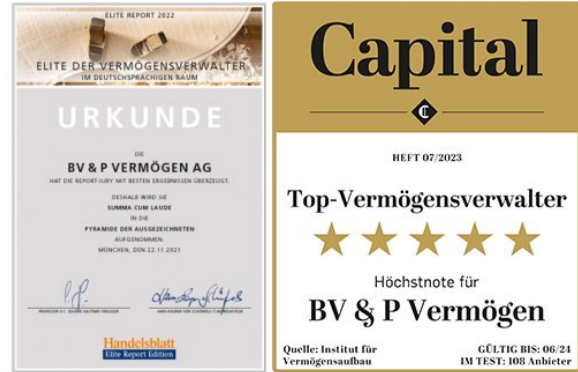 ELITE REPORT 2022
ELITE DER VERMÖGENSVERWALTER
IM DEUTSCHSPRACHIGEN RAUM
URKUNDE
DIE
BV & P VERMÖGEN AG
HAT DIE REPORT-JURY MIT BESTEN ERGEBNISSEN ÜBERZEUGT.
DESHALB WIRD SIE
SUMMA CUM LAUDE
IN DIE
PYRAMIDE DER AUSGEZEICHNETEN
AUFGENOMMEN.
MÜNCHEN, DEN 22.11.2021
Handelsblatt
Elite Report Edition
Capital
C
HEFT 07/2023
Top-Vermögensverwalter
Höchstnote für
BV & P Vermögen
Quelle: Institut für
Vermögensaufbau
GÜLTIG BIS: 06/24
IM TEST: 108 Anbieter